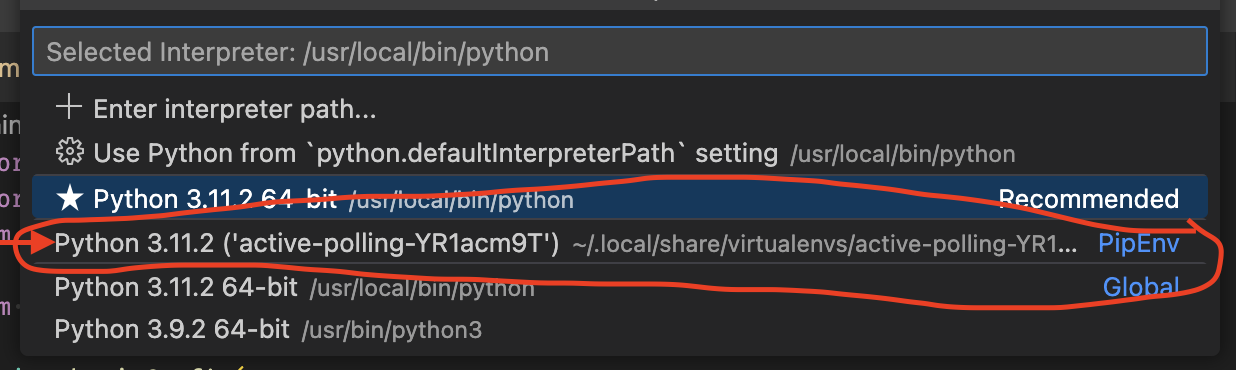 Selected Interpreter: /usr/local/bin/python
Enter interpreter path...
Use Python from `python.defaultInterpreterPath` setting /usr/local/bin/python
★ Python 3.11.2 64-bit /usr/local/bin/python Recommended
Python 3.11.2 ('active-polling-YR1acm9T') ~/.local/share/virtualenvs/active-polling-YR1... PipEnv
Python 3.11.2 64-bit /usr/local/bin/python Global
Python 3.9.2 64-bit /usr/bin/python3